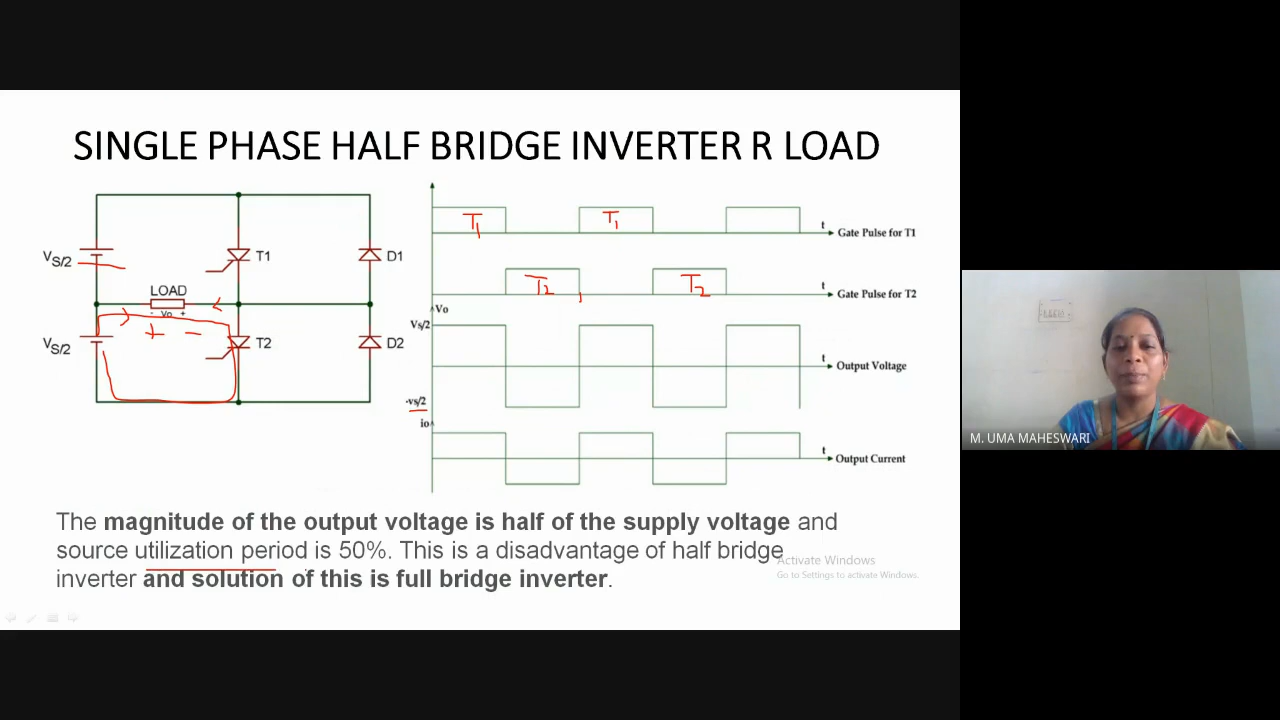 SINGLE PHASE HALF BRIDGE INVERTER R LOAD
VS/2
T1
D1
LOAD
- Vo +
+ -
VS/2
T2
D2
T1
T1
t
Gate Pulse for T1
T2
T2
t
Gate Pulse for T2
Vo
Vs/2
t
Output Voltage
-vs/2
io
t
Output Current
The magnitude of the output voltage is half of the supply voltage and
source utilization period is 50%. This is a disadvantage of half bridge
inverter and solution of this is full bridge inverter.
Activate Windows
Go to Settings to activate Windows.
M. UMA MAHESWARI